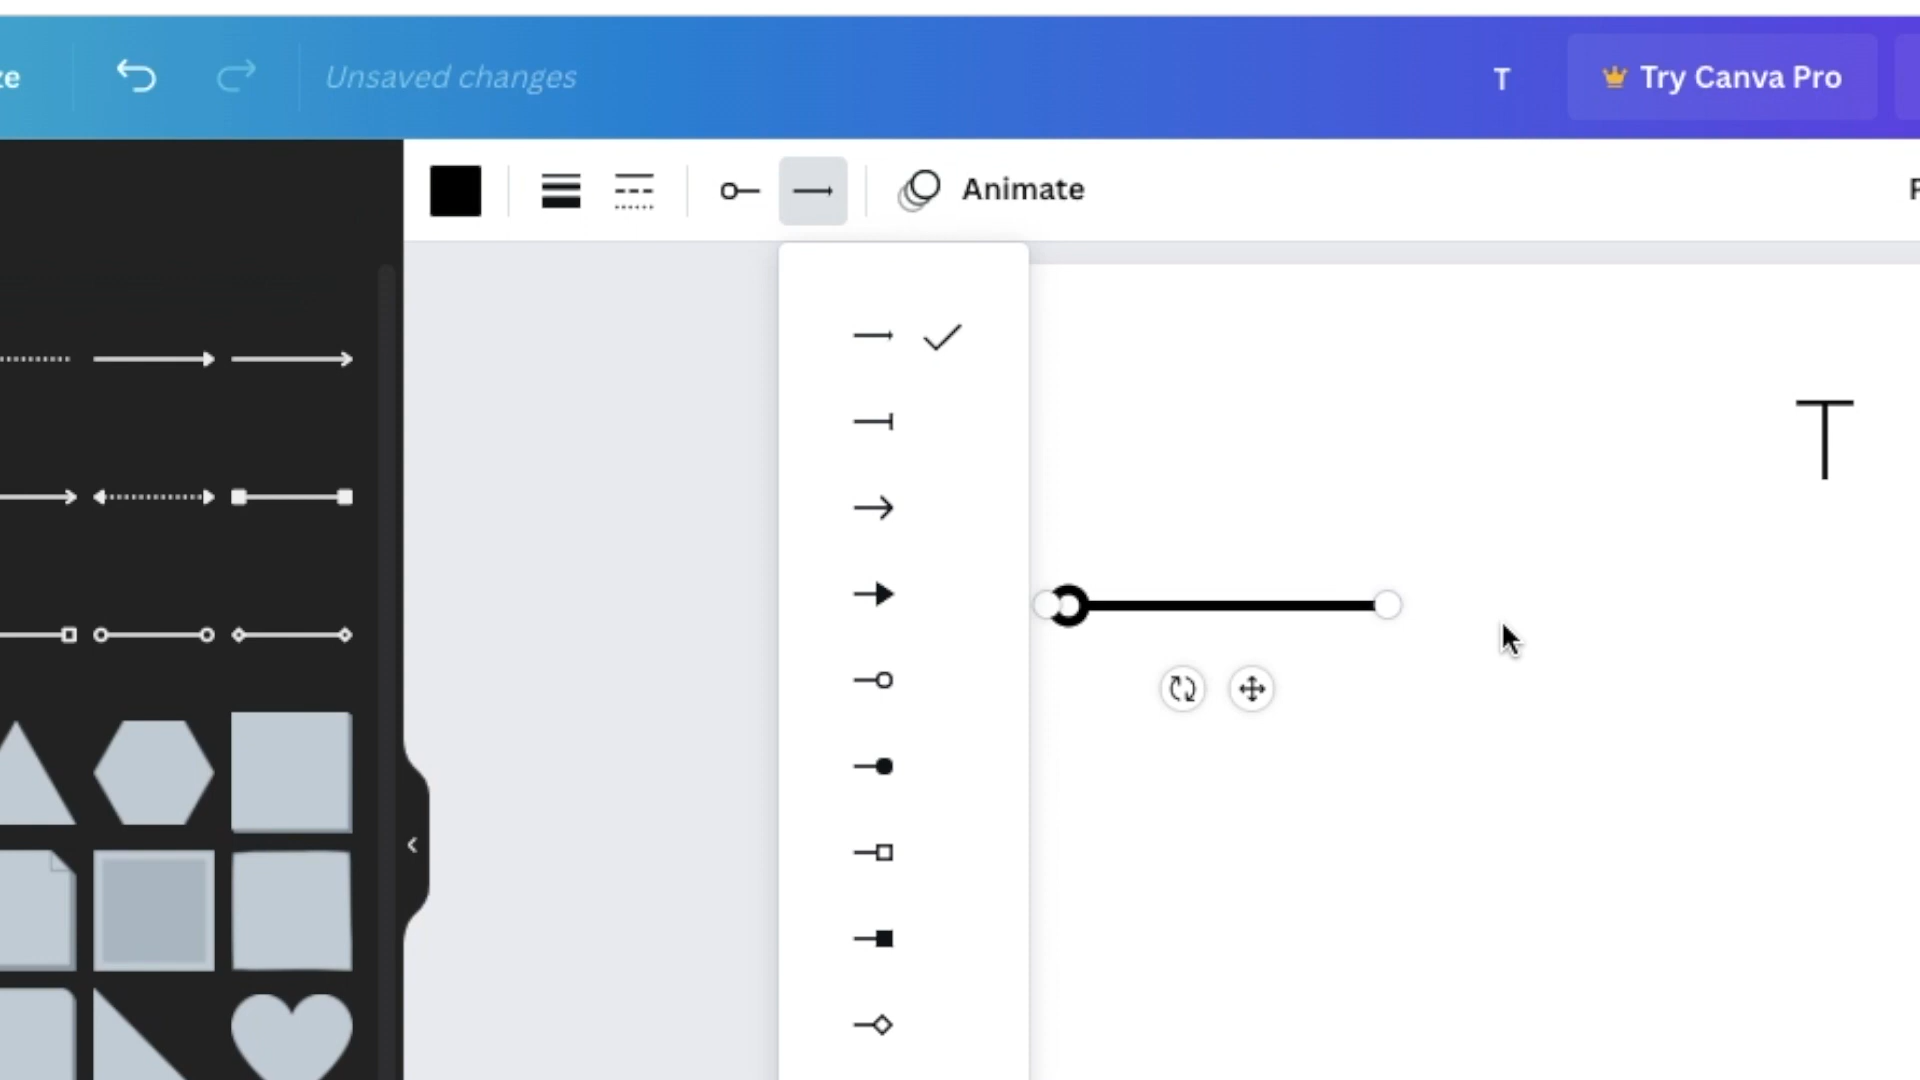 ze
Unsaved changes
T
Try Canva Pro
Animate
T